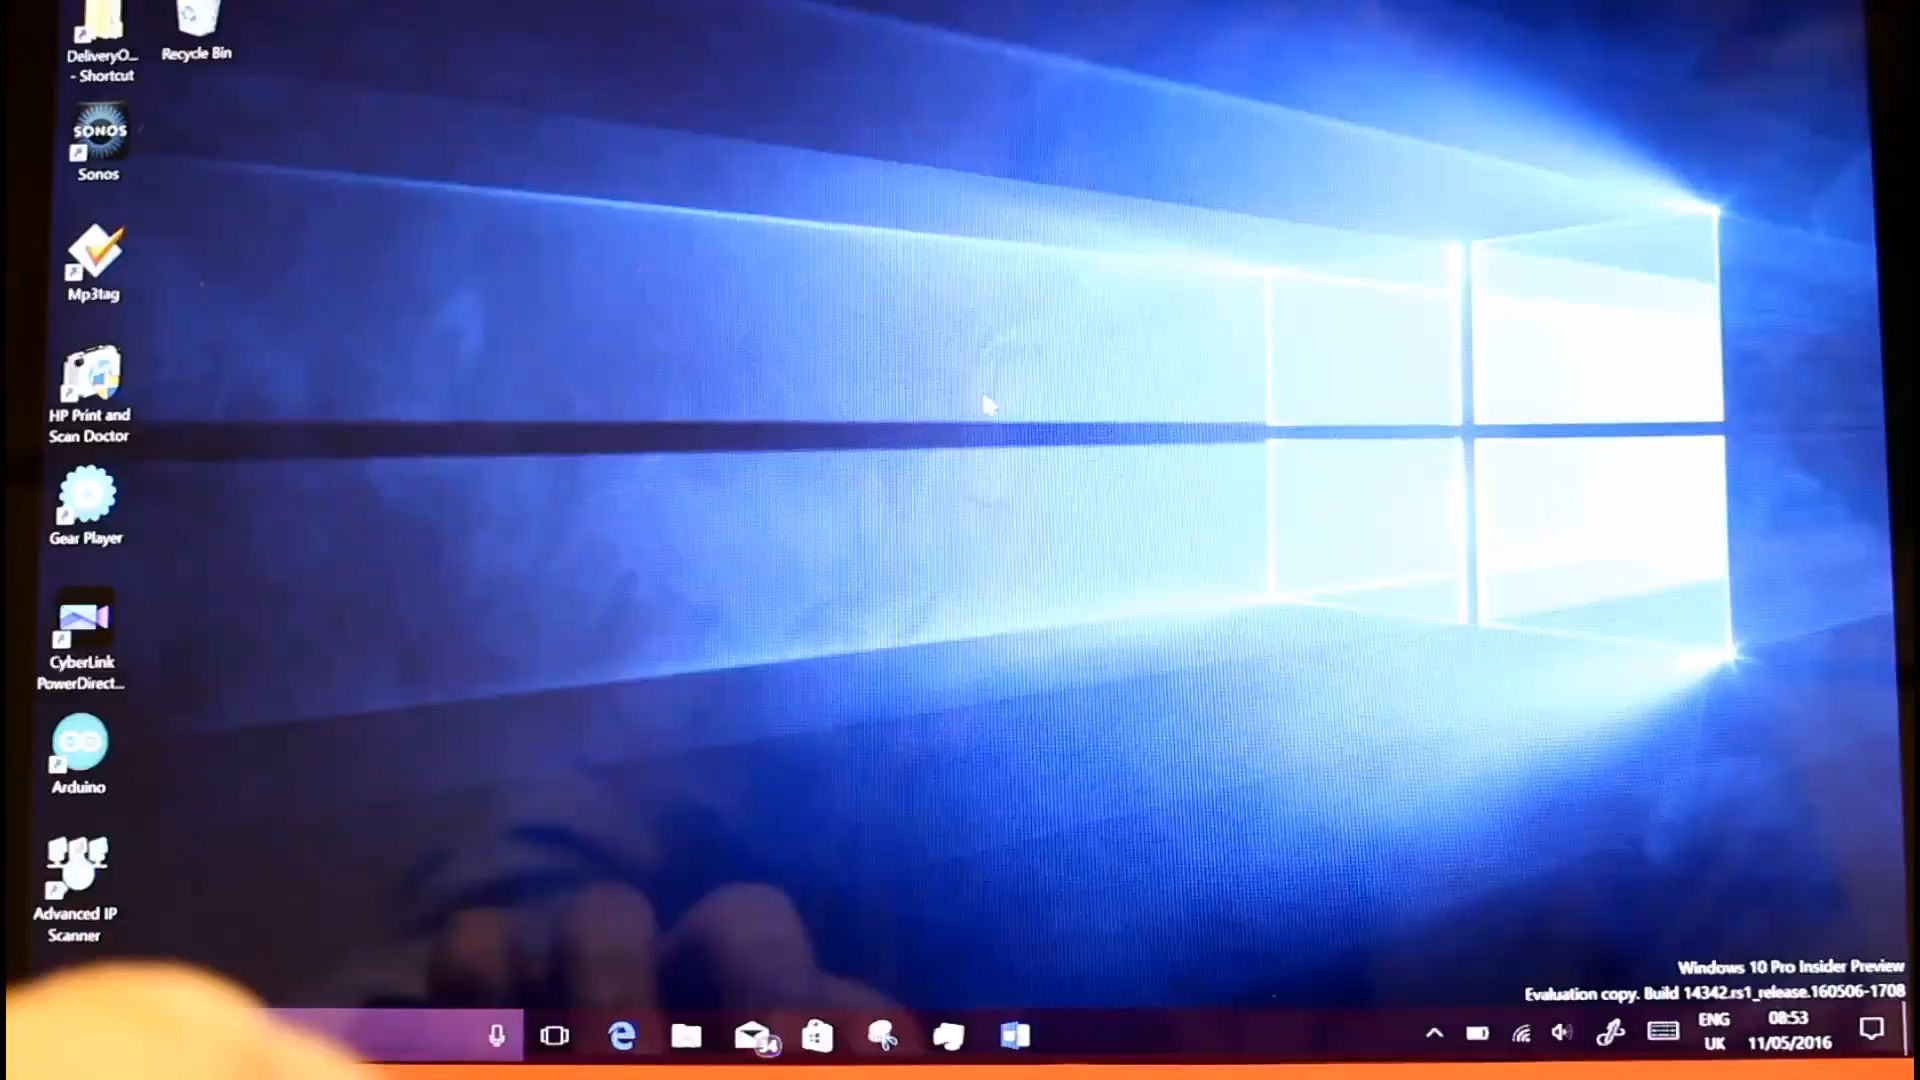 DeliveryO...
- Shortcut
Recycle Bin
SONOS
Sonos
Mp3tag
HP Print and
Scan Doctor
Gear Player
CyberLink
PowerDirect...
Arduino
Advanced IP
Scanner
Windows 10 Pro Insider Preview
Evaluation copy. Build 14342.rs1_release.160506-1708
34
ENG
UK
08:53
11/05/2016